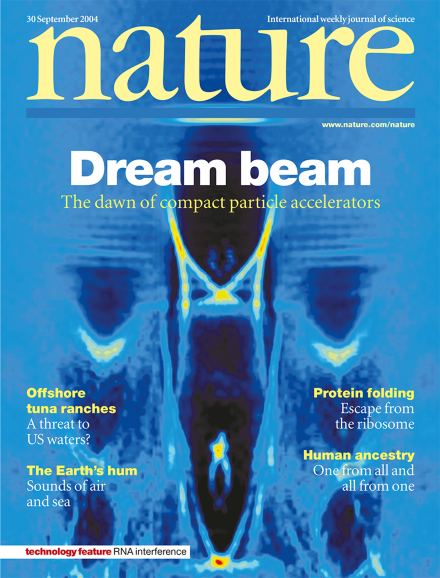 30 September 2004
International weekly journal of science
nature
www.nature.com/nature
Dream beam
The dawn of compact particle accelerators
Offshore
tuna ranches
A threat to
US waters?
The Earth's hum
Sounds of air
and sea
Protein folding
Escape from
the ribosome
Human ancestry
One from all and
all from one
technology feature RNA interference